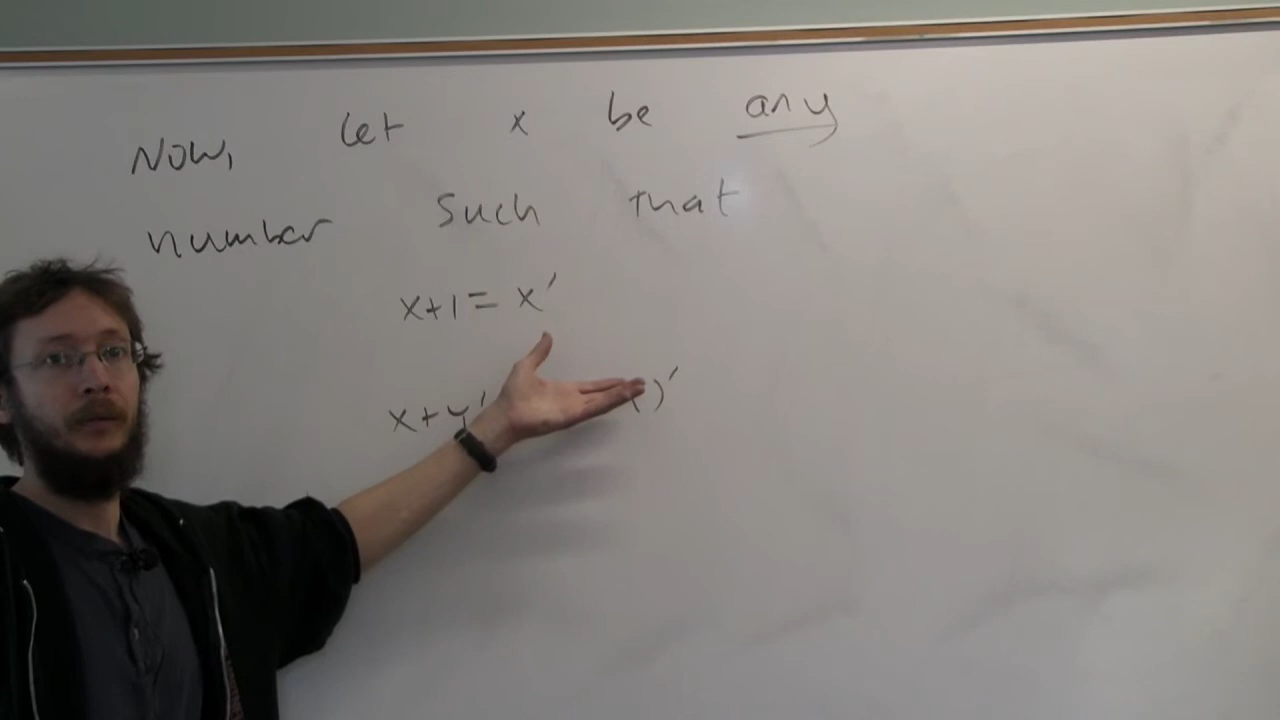 Now, let x be any
number such that
x+1= x'
x+y' )'